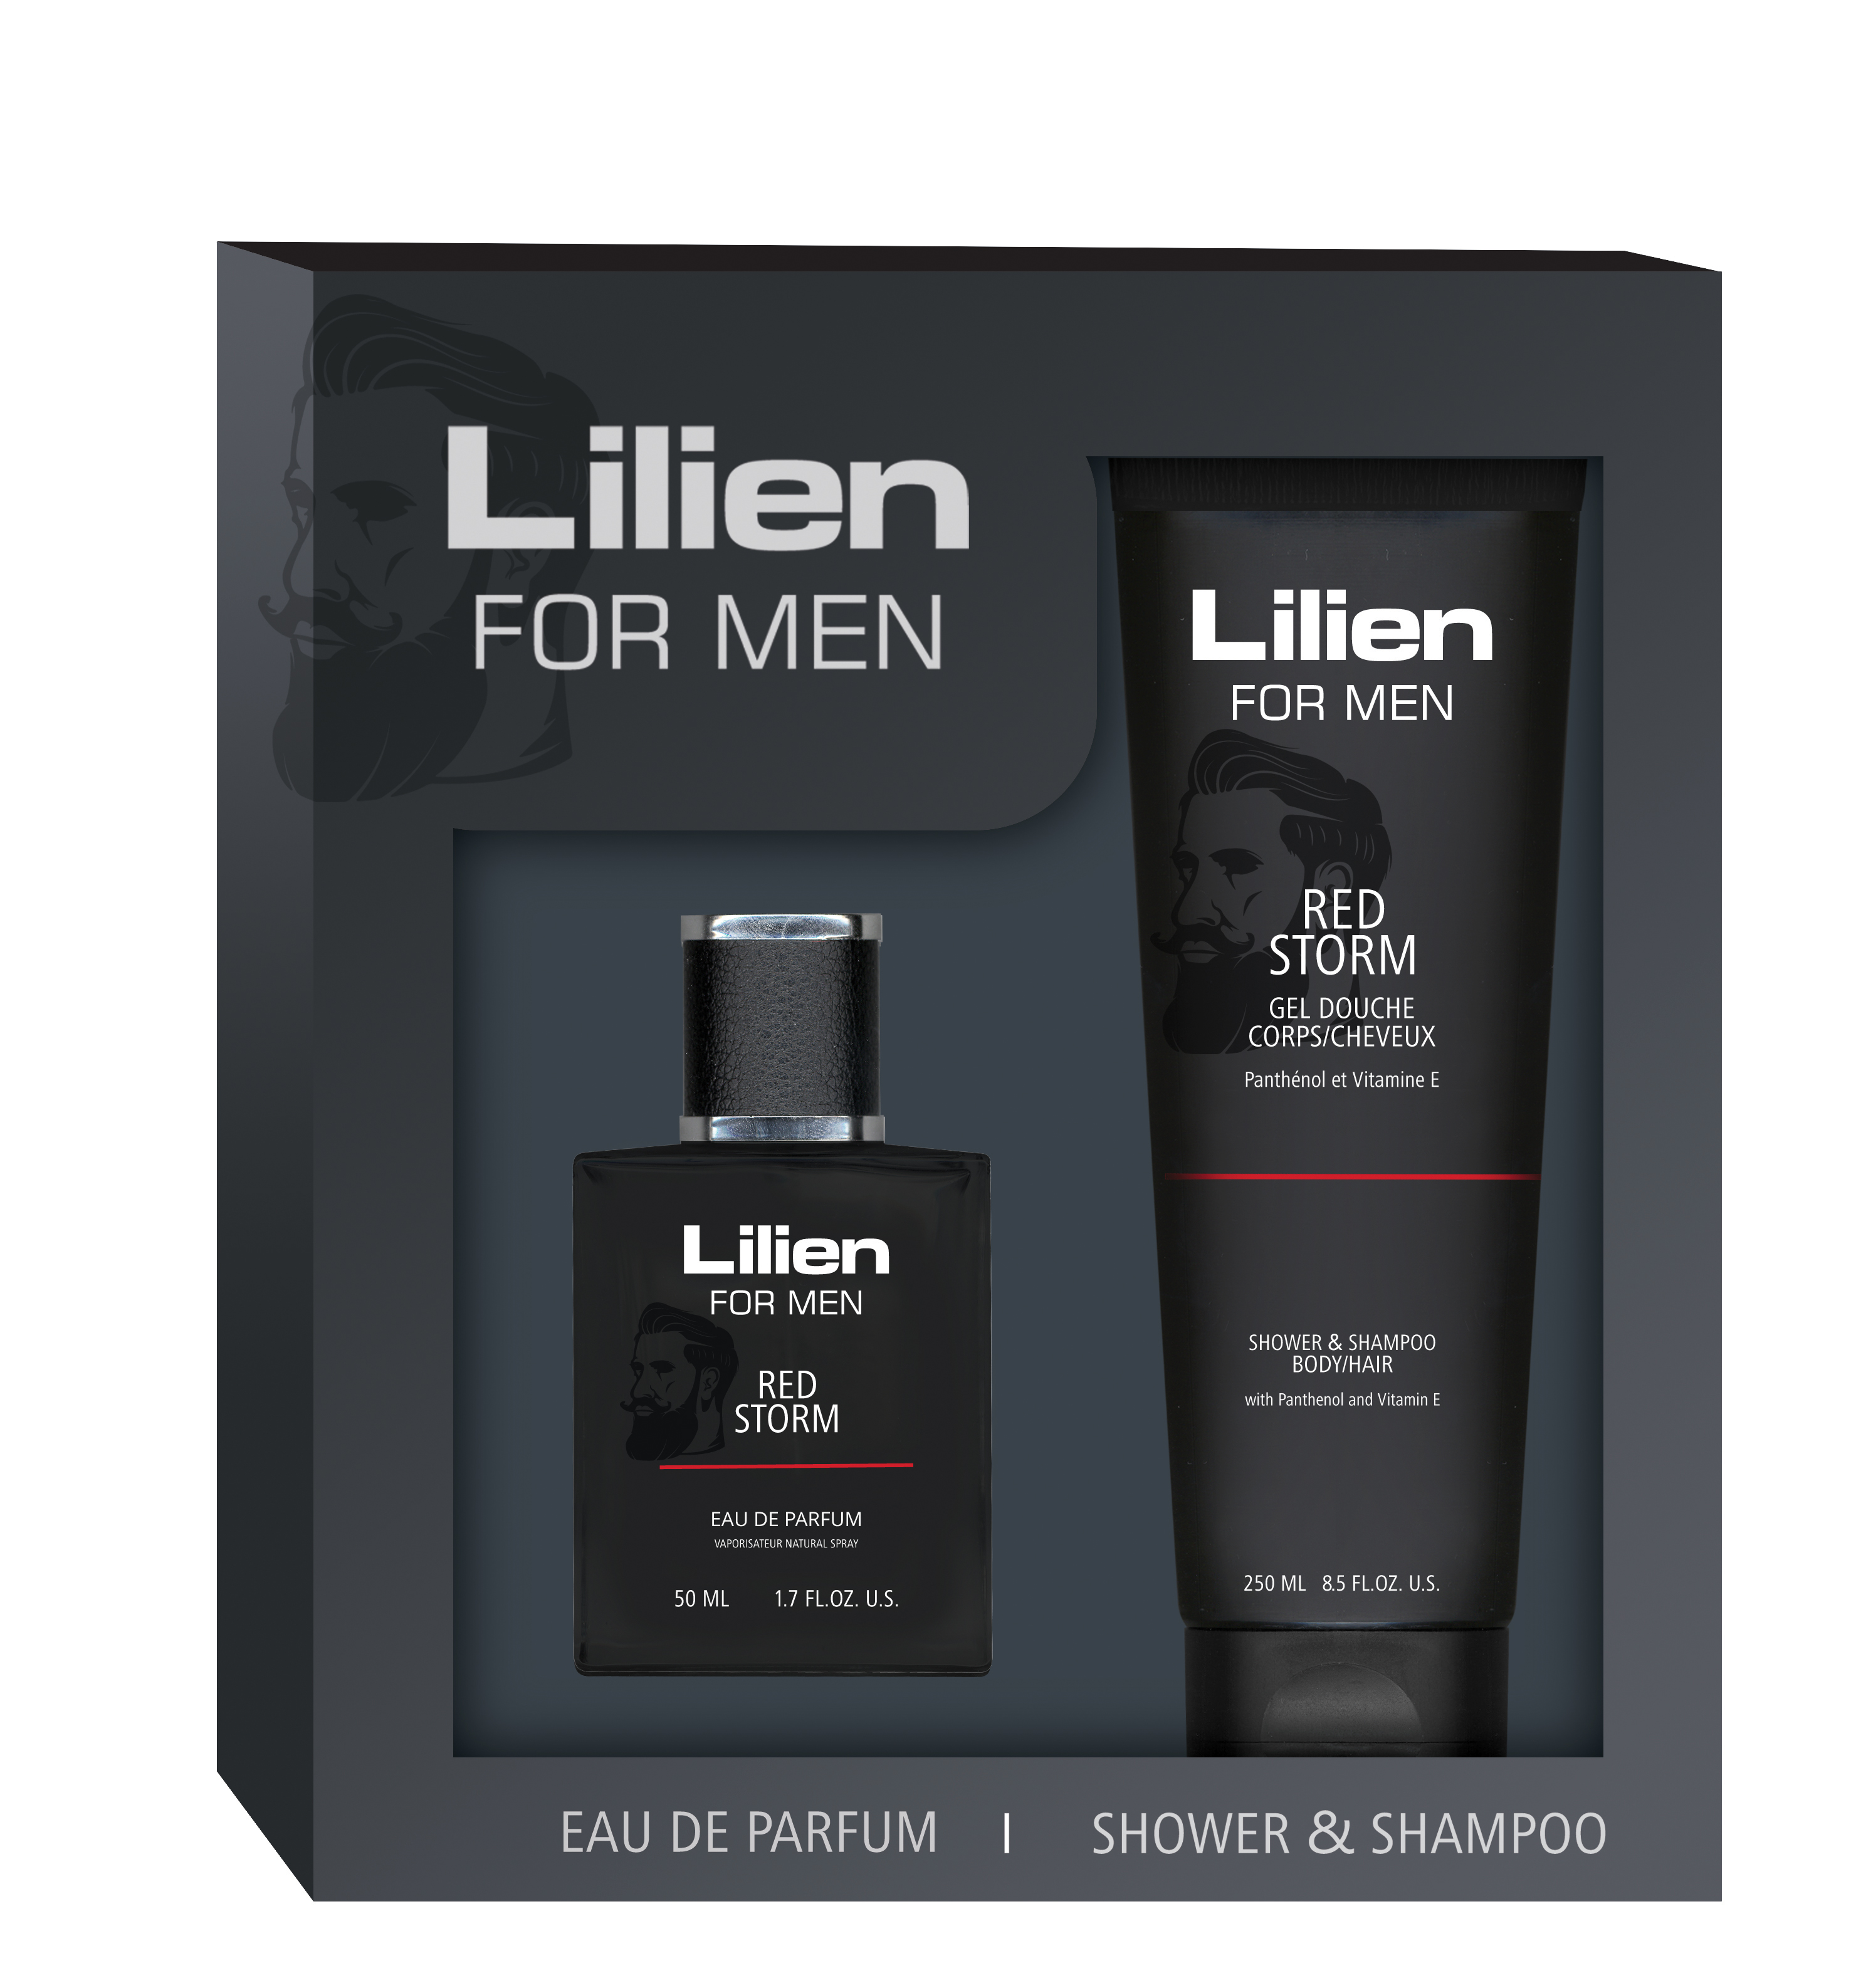 Lilien
FOR MEN
Lilien
FOR MEN
RED
STORM
GEL DOUCHE
CORPS/CHEVEUX
Panthénol et Vitamine E
SHOWER & SHAMPOO
BODY/HAIR
with Panthenol and Vitamin E
250 ML 8.5 FL.OZ. U.S.
Lilien
FOR MEN
RED
STORM
EAU DE PARFUM
VAPORISATEUR NATURAL SPRAY
50 ML 1.7 FL.OZ. U.S.
EAU DE PARFUM | SHOWER & SHAMPOO